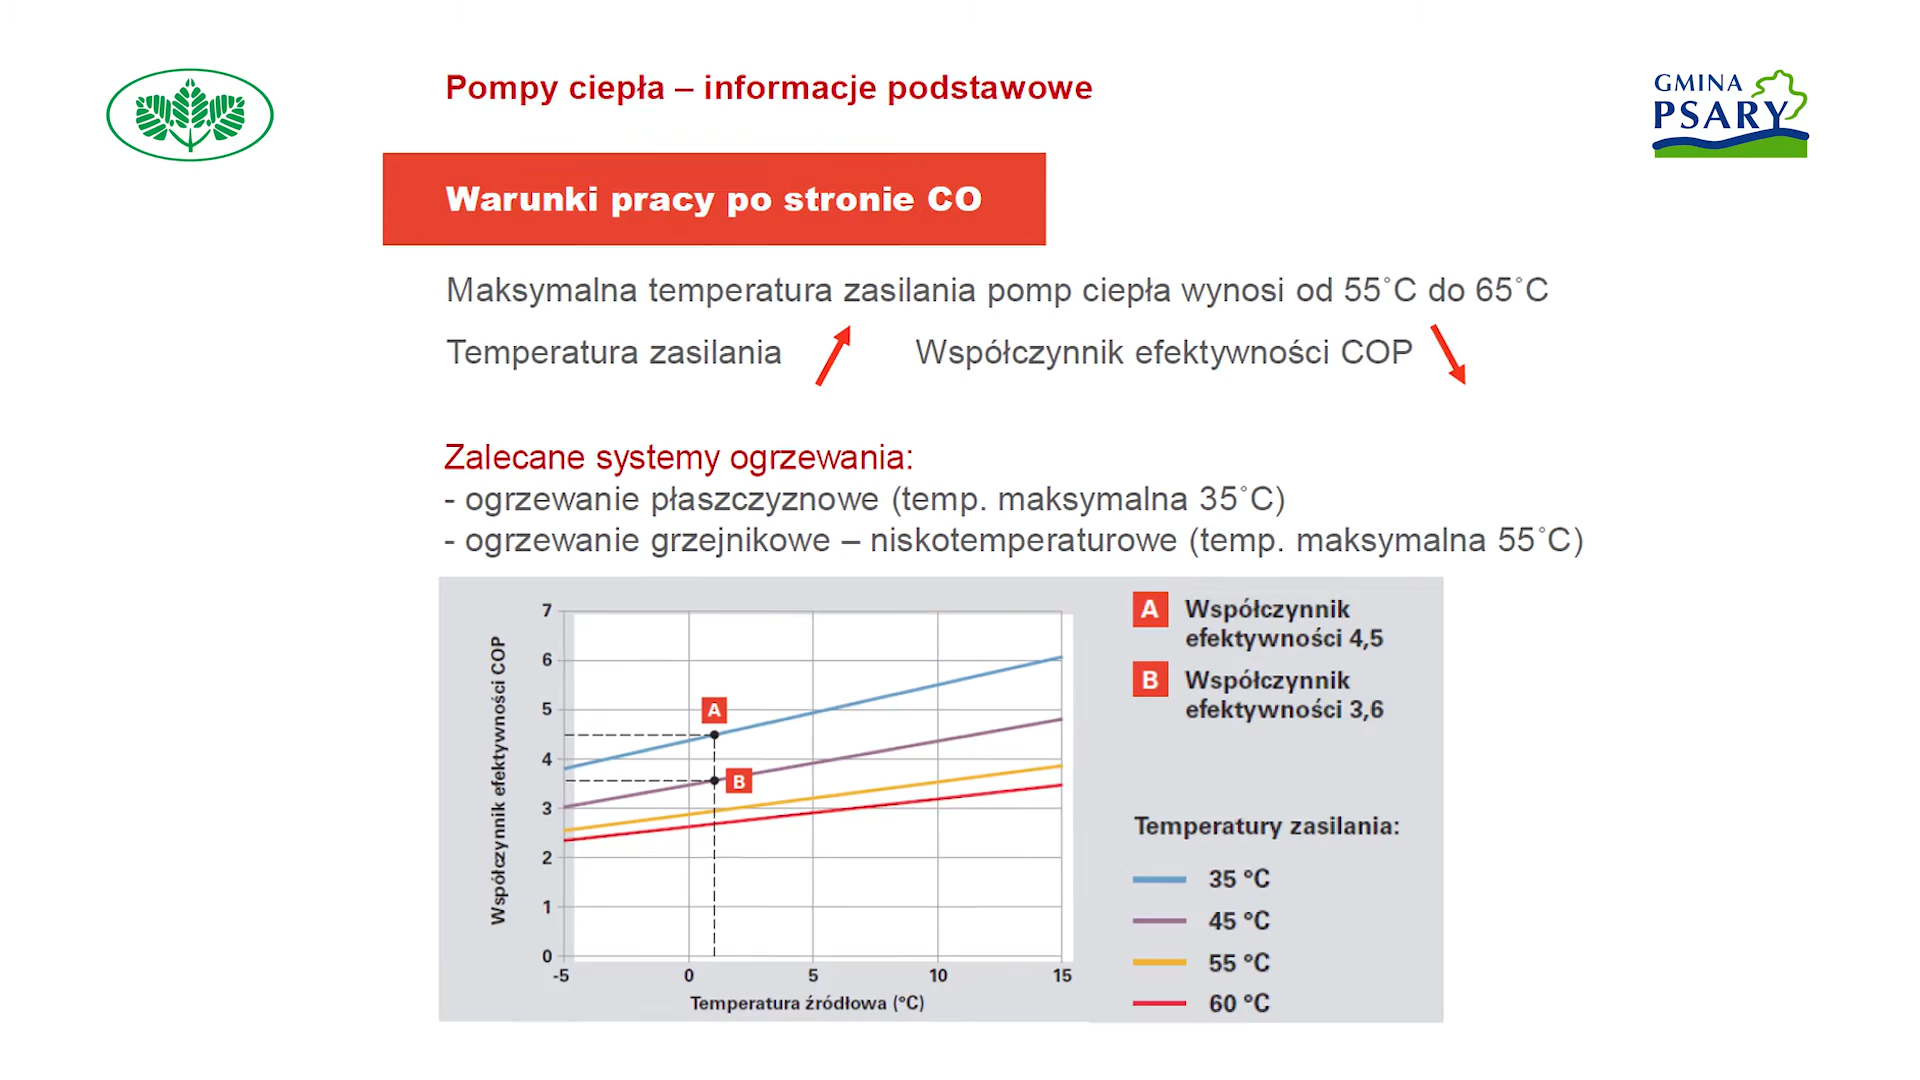 Pompy ciepła – informacje podstawowe
GMINA
PSARY
Warunki pracy po stronie CO
Maksymalna temperatura zasilania pomp ciepła wynosi od 55˚C do 65˚C
Temperatura zasilania
Współczynnik efektywności COP
Zalecane systemy ogrzewania:
- ogrzewanie płaszczyznowe (temp. maksymalna 35˚C)
- ogrzewanie grzejnikowe – niskotemperaturowe (temp. maksymalna 55˚C)
Współczynnik efektywności COP
7
6
5
4
3
2
1
0
-5
0
5
10
15
Temperatura źródłowa (°C)
A
B
A Współczynnik
efektywności 4,5
B Współczynnik
efektywności 3,6
Temperatury zasilania:
35 °C
45 °C
55 °C
60 °C